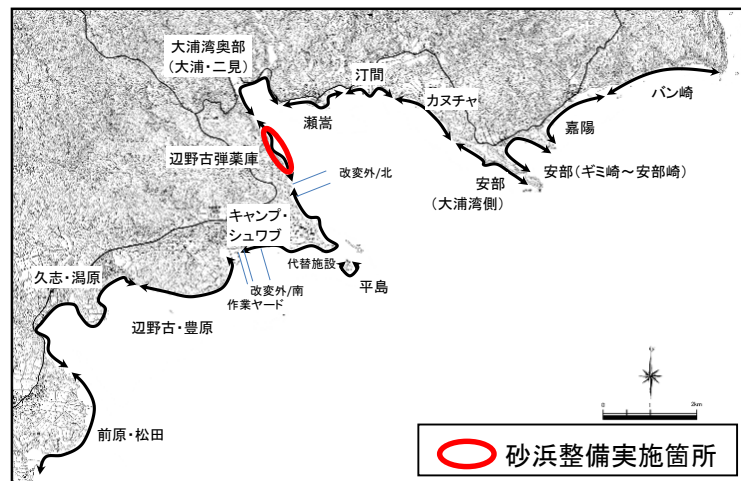 大浦湾奥部
(大浦・二見)
汀間
カヌチャ
バン崎
瀬嵩
嘉陽
辺野古弾薬庫
改変外/北
安部
(大浦湾側)
安部(ギミ崎～安部崎)
キャンプ・
シュワブ
代替施設
平島
久志・潟原
改変外/南
作業ヤード
辺野古・豊原
前原・松田
0 1 2km
砂浜整備実施箇所